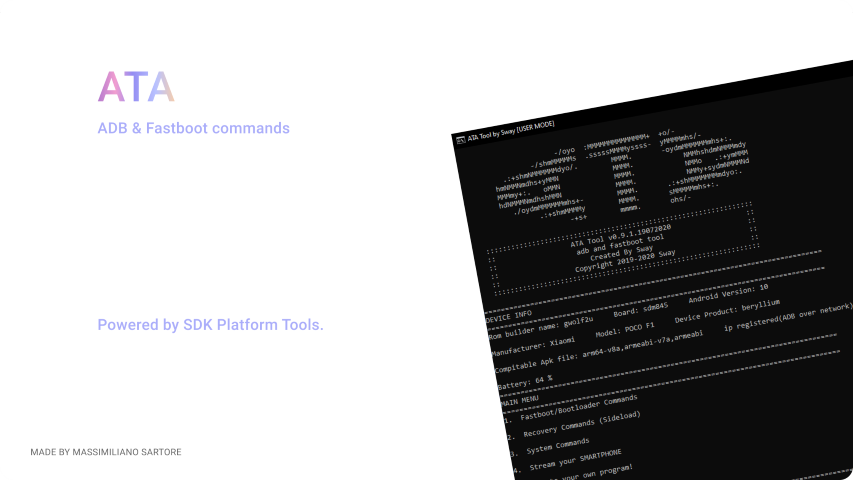 ATA
ADB & Fastboot commands
Powered by SDK Platform Tools.
MADE BY MASSIMILIANO SARTORE
ATA Tool by Sway [USER MODE]
ATA Tool v0.9.1.19072020
adb and fastboot tool
Created By Sway
Copyright 2019-2020 Sway
DEVICE INFO
Rom builder name: gwolf2u Board: sdm845 Android Version: 10
Manufacturer: Xiaomi Model: POCO F1 Device Product: beryllium
Compitable Apk file: arm64-v8a,armeabi-v7a,armeabi ip registered(ADB over network)
Battery: 64 %
MAIN MENU
1. Fastboot/Bootloader Commands
2. Recovery Commands (Sideload)
3. System Commands
4. Stream your SMARTPHONE
your own program!